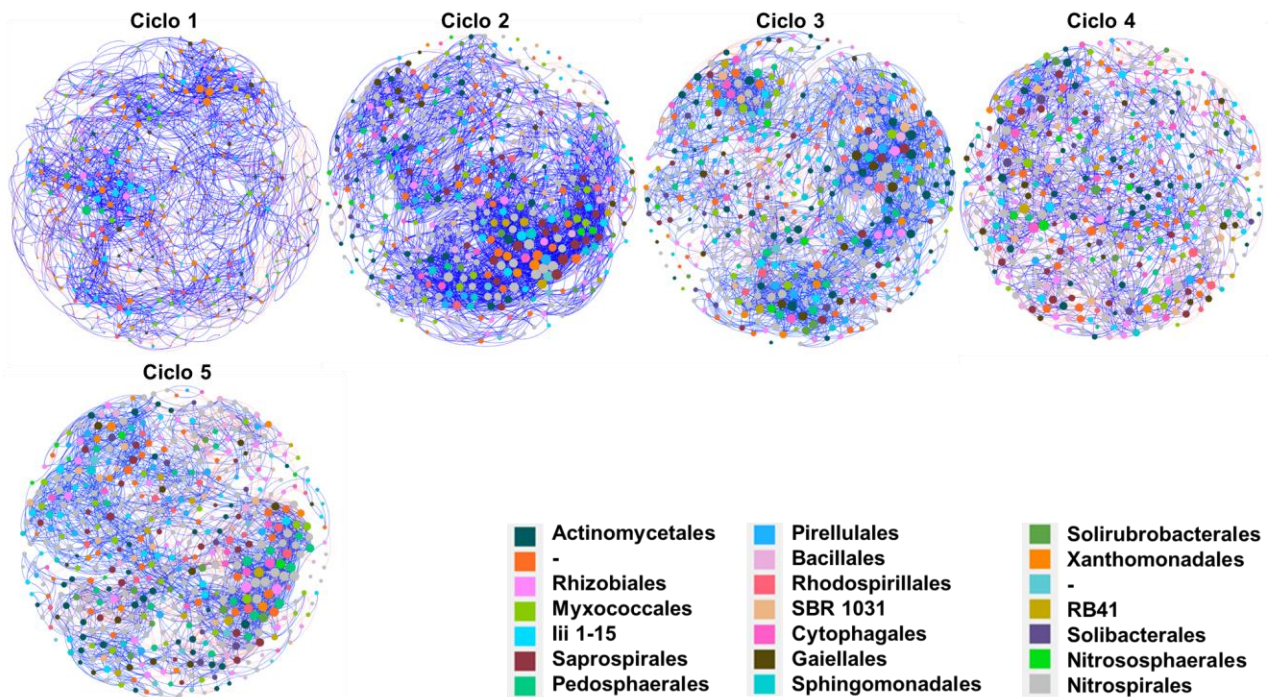 Ciclo 1
Ciclo 2
Ciclo 3
Ciclo 4
Ciclo 5
Actinomycetales
-
Rhizobiales
Myxococcales
Iii 1-15
Saprospirales
Pedosphaerales
Pirellulales
Bacillales
Rhodospirillales
SBR 1031
Cytophagales
Gaiellales
Sphingomonadales
Solirubrobacterales
Xanthomonadales
-
RB41
Solibacterales
Nitrososphaerales
Nitrospirales